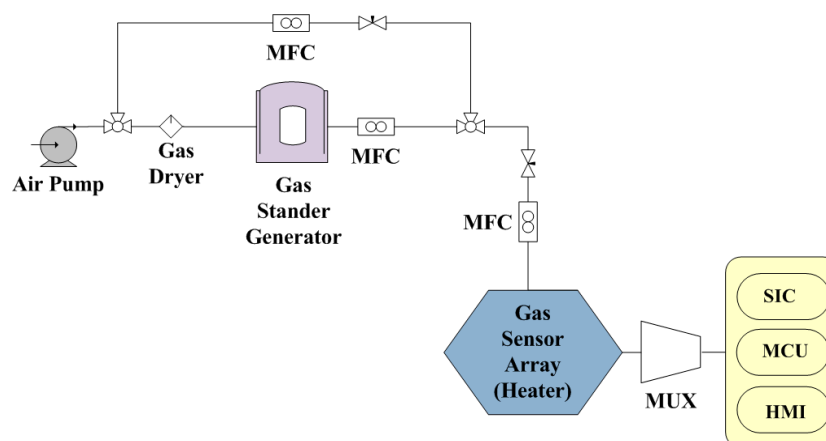 MFC
Air Pump
Gas
Dryer
Gas
Stander
Generator
MFC
MFC
Gas
Sensor
Array
(Heater)
MUX
SIC
MCU
HMI